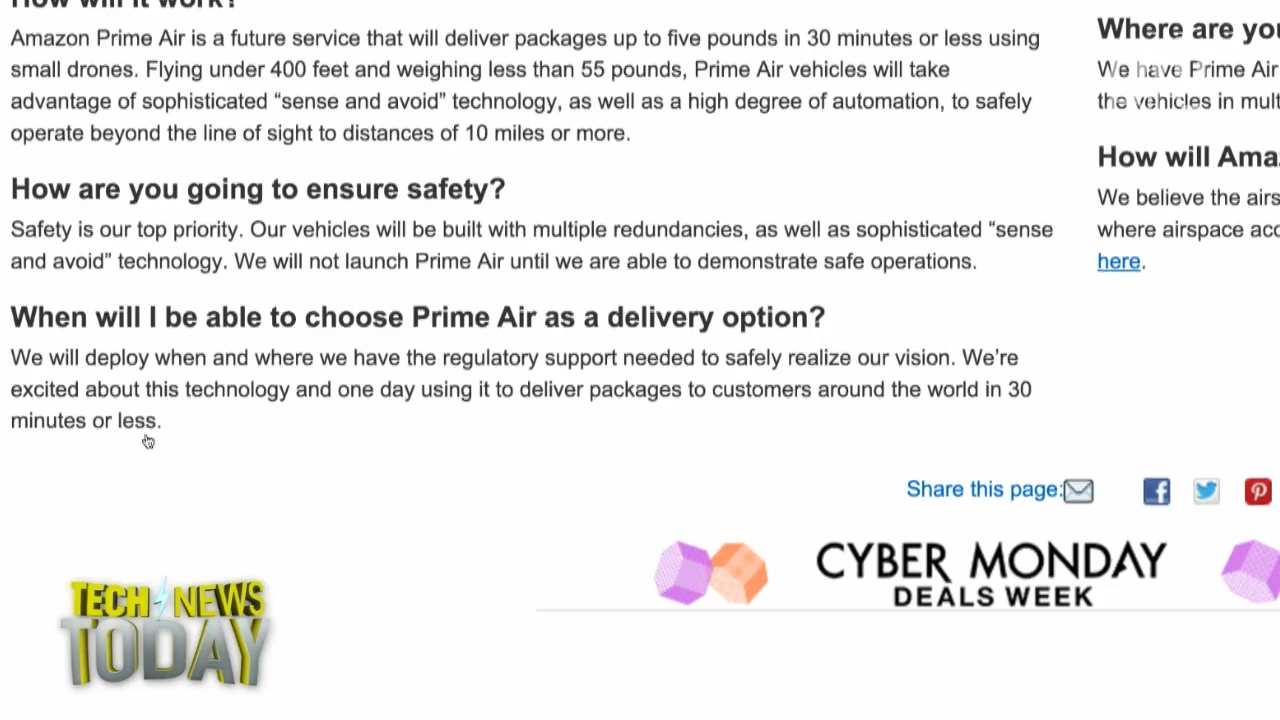 How will it work?
Amazon Prime Air is a future service that will deliver packages up to five pounds in 30 minutes or less using
small drones. Flying under 400 feet and weighing less than 55 pounds, Prime Air vehicles will take
advantage of sophisticated “sense and avoid” technology, as well as a high degree of automation, to safely
operate beyond the line of sight to distances of 10 miles or more.
How are you going to ensure safety?
Safety is our top priority. Our vehicles will be built with multiple redundancies, as well as sophisticated “sense
and avoid” technology. We will not launch Prime Air until we are able to demonstrate safe operations.
When will I be able to choose Prime Air as a delivery option?
We will deploy when and where we have the regulatory support needed to safely realize our vision. We’re
excited about this technology and one day using it to deliver packages to customers around the world in 30
minutes or less.
Where are you
We have Prime Air
the vehicles in mult
How will Ama
We believe the airs
where airspace acc
here.
Share this page:
CYBER MONDAY
DEALS WEEK
TECH NEWS
TODAY